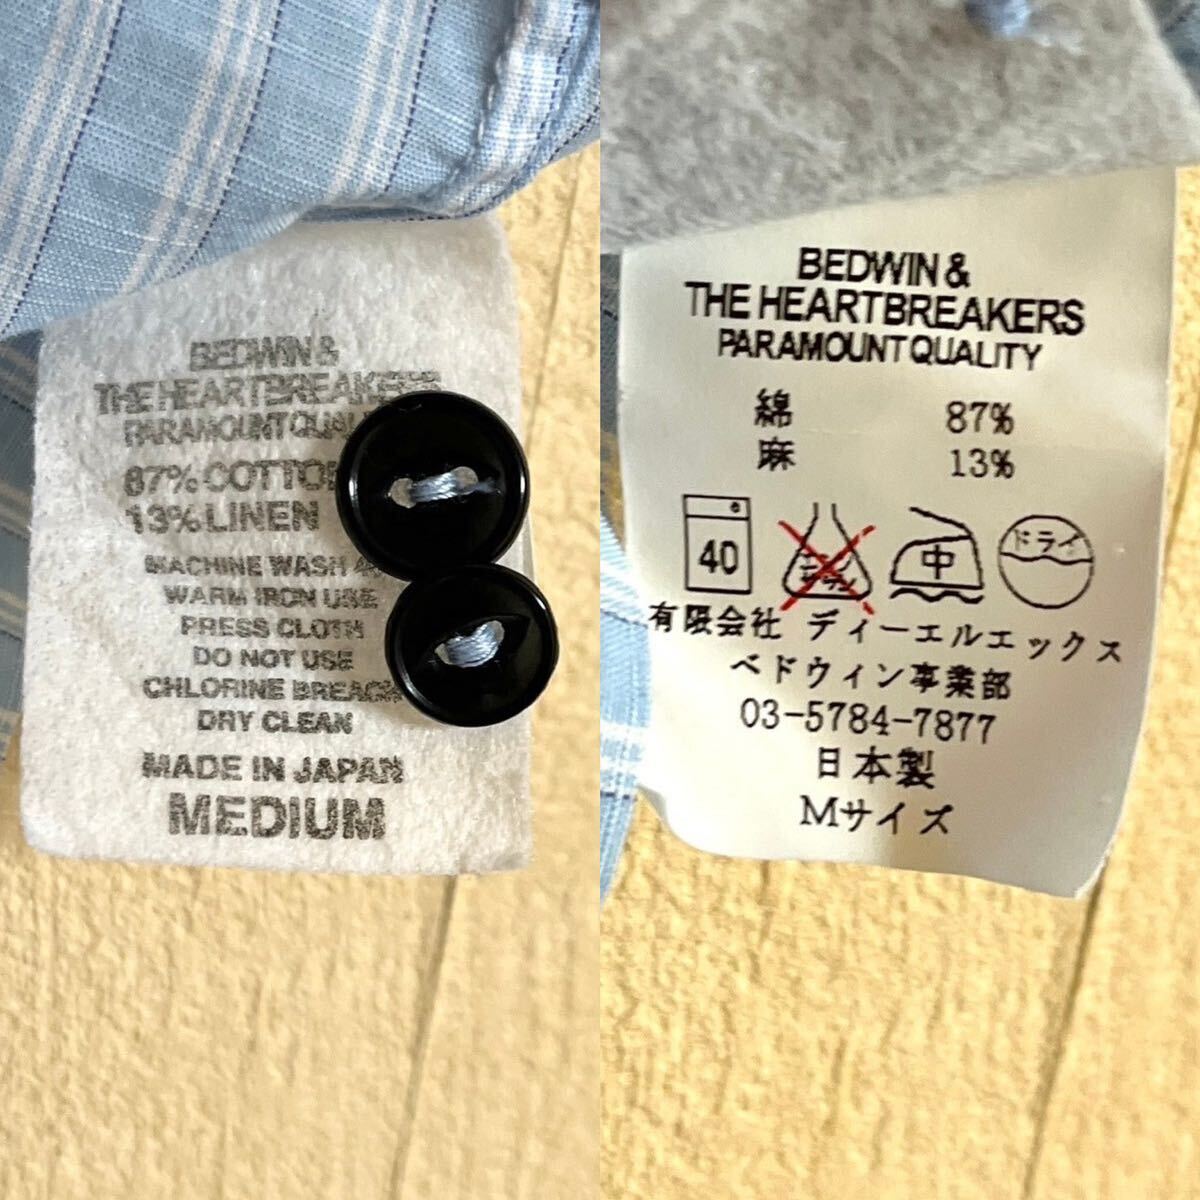 BEDWIN &
THE HEARTBREAKERS
PARAMOUNT
87% COTTO
13% LINEN
MACHINE WASH
WARM IRON USE
PRESS CLOTH
DO NOT USE
CHLORINE BREACH
DRY CLEAN
MADE IN JAPAN
MEDIUM
BEDWIN &
THE HEARTBREAKERS
PARAMOUNT QUALITY
綿 87%
麻 13%
40
中
ドライ
有限会社 ディーエルエックス
ベドウィン事業部
03-5784-7877
日本製
Mサイズ